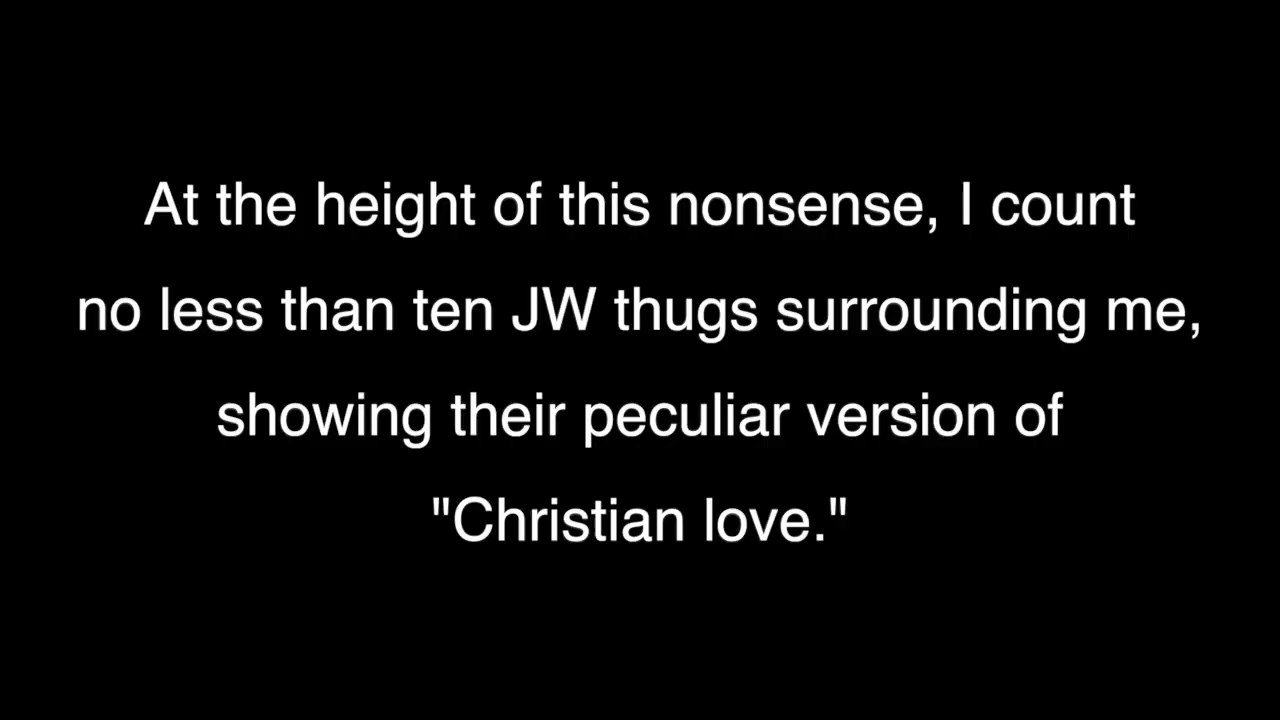 At the height of this nonsense, I count
no less than ten JW thugs surrounding me,
showing their peculiar version of
"Christian love."